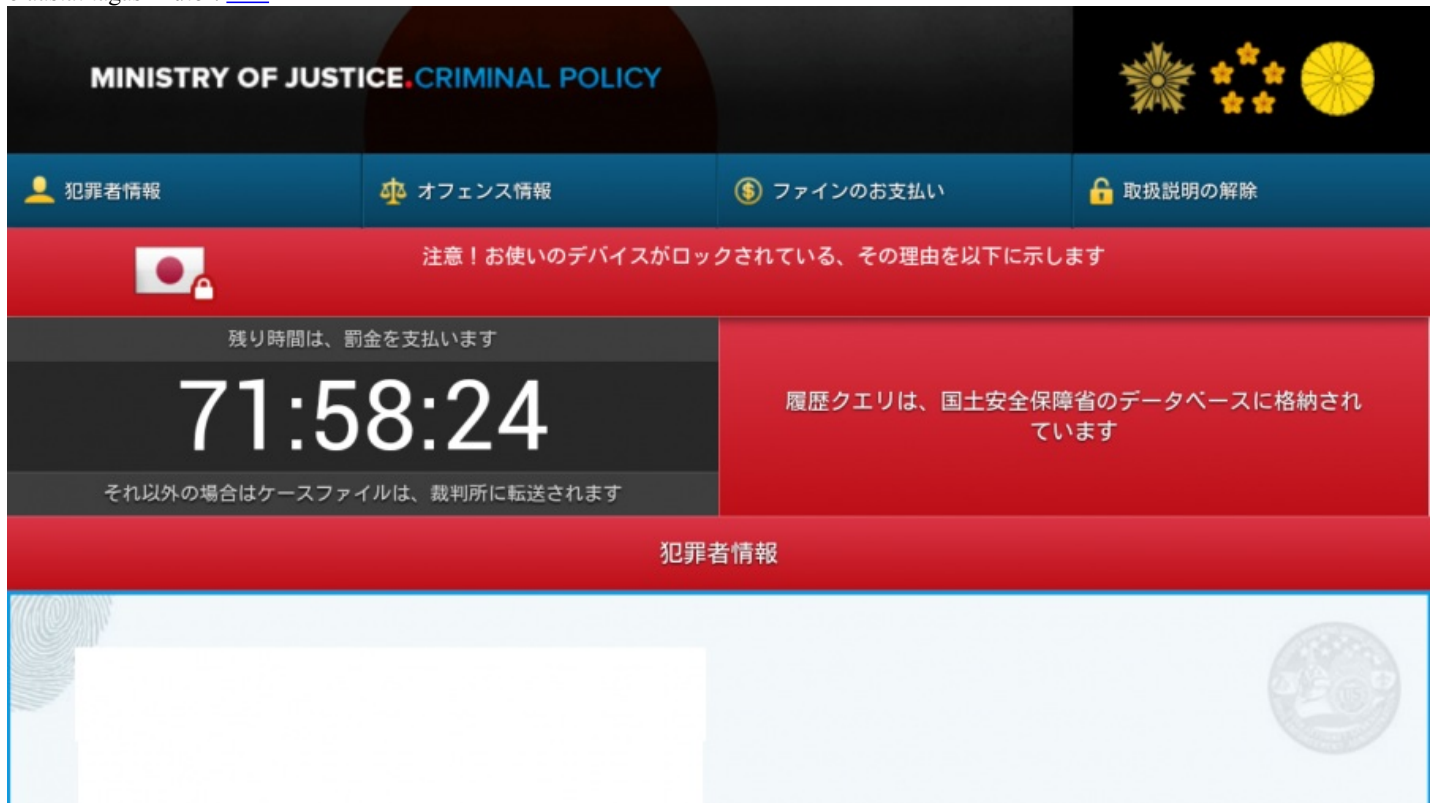 MINISTRY OF JUSTICE.CRIMINAL POLICY
犯罪者情報
オフェンス情報
ファインのお支払い
取扱説明の解除
注意！お使いのデバイスがロックされている、その理由を以下に示します
残り時間は、罰金を支払います
71:58:24
それ以外の場合はケースファイルは、裁判所に転送されます
履歴クエリは、国土安全保障省のデータベースに格納され
ています
犯罪者情報